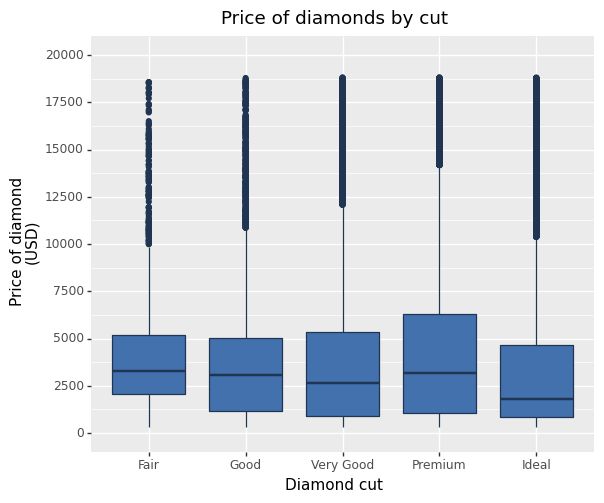 Price of diamonds by cut
20000
17500
15000
12500
10000
7500
5000
2500
0
Price of diamond
(USD)
Fair Good Very Good Premium Ideal
Diamond cut